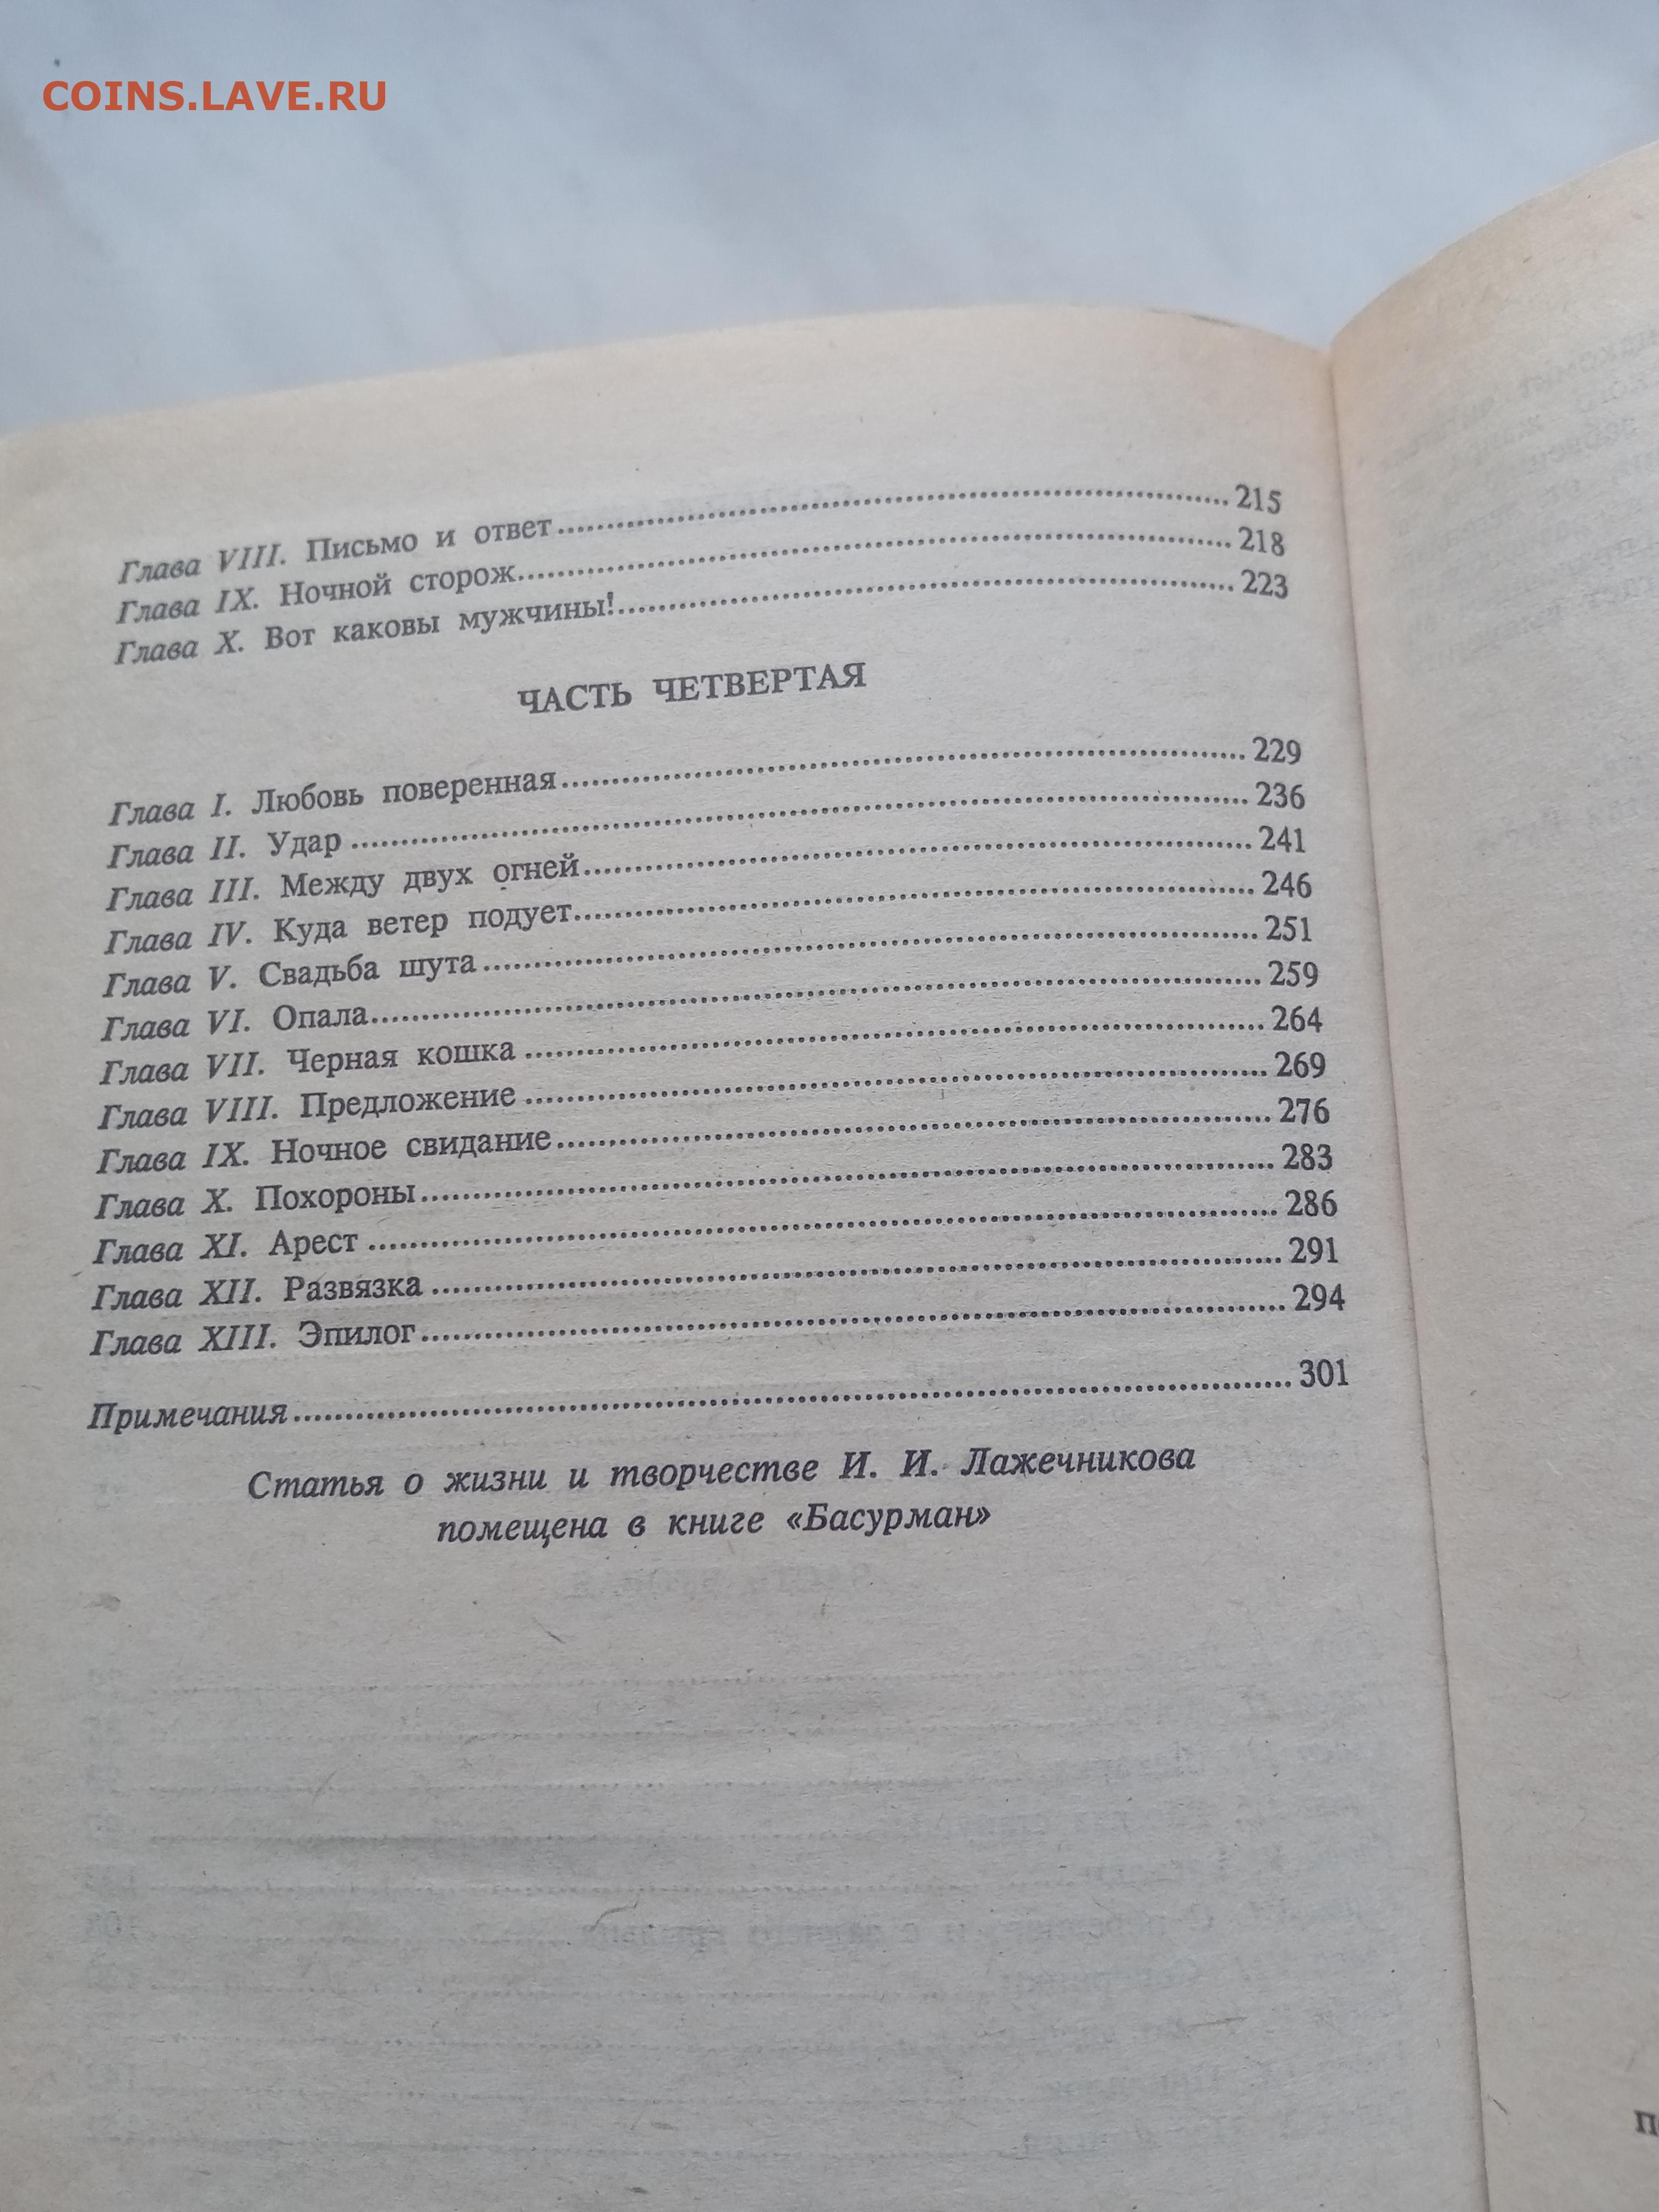 COINS.LAVE.RU
Глава VIII. Письмо и ответ 215
Глава IX. Ночной сторож 218
Глава X. Вот каковы мужчины! 223
ЧАСТЬ ЧЕТВЕРТАЯ
Глава I. Любовь поверенная 229
Глава II. Удар 236
Глава III. Между двух огней 241
Глава IV. Куда ветер подует 246
Глава V. Свадьба шута 251
Глава VI. Опала 259
Глава VII. Черная кошка 264
Глава VIII. Предложение 269
Глава IX. Ночное свидание 276
Глава X. Похороны 283
Глава XI. Арест 286
Глава XII. Развязка 291
Глава XIII. Эпилог 294
Примечания 301
Статья о жизни и творчестве И. И. Лажечникова
помещена в книге «Басурман»